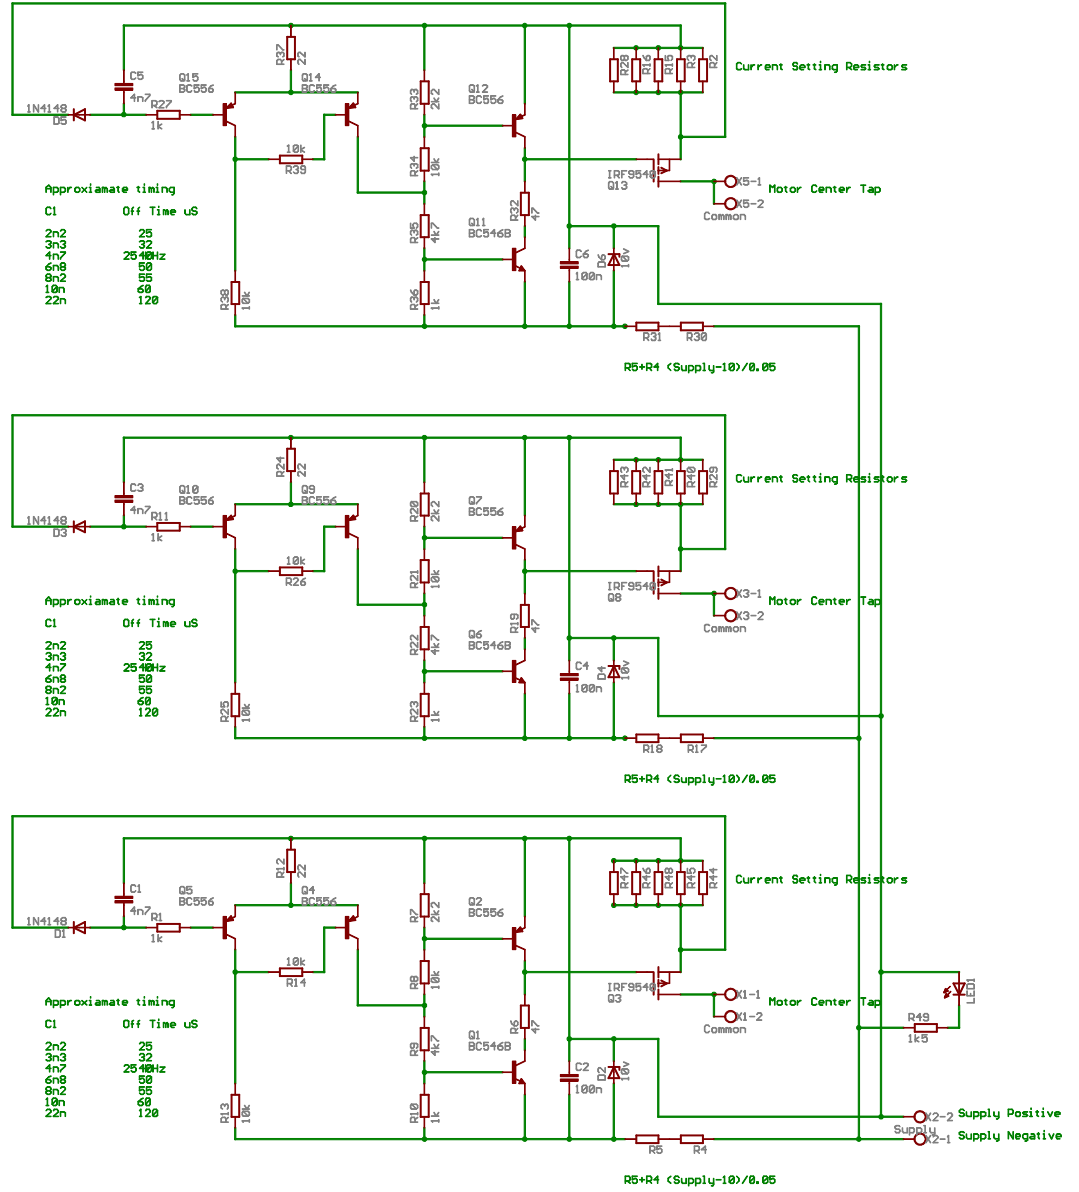 R37
22
C5
4n7
Q15
BC556
Q14
BC556
R33
2k2
Q12
BC556
R28
R16
R15
R3
R2
Current Setting Resistors
1N4148
D5
R27
1k
10k
R39
R34
10k
IRF9540
Q13
X5-1
X5-2
Common
Motor Center Tap
Approxiamate timing
C1 Off Time uS
2n2 25
3n3 32
4n7
6n8 50
8n2 55
10n 60
22n 120
R35
4k7
R32
47
Q11
BC546B
C6
100n
D6
10v
R38
10k
R36
1k
R31
R30
R5+R4 (Supply-10)/0.05
R24
22
C3
4n7
Q10
BC556
Q9
BC556
R20
2k2
Q7
BC556
R43
R42
R41
R40
R29
Current Setting Resistors
1N4148
D3
R11
1k
10k
R26
R21
10k
IRF9540
Q8
X3-1
X3-2
Common
Motor Center Tap
Approxiamate timing
C1 Off Time uS
2n2 25
3n3 32
4n7
6n8 50
8n2 55
10n 60
22n 120
R22
4k7
R19
47
Q6
BC546B
C4
100n
D4
10v
R25
10k
R23
1k
R18
R17
R5+R4 (Supply-10)/0.05
R12
22
C1
4n7
Q5
BC556
Q4
BC556
R7
2k2
Q2
BC556
R47
R46
R48
R45
R44
Current Setting Resistors
1N4148
D1
R1
1k
10k
R14
R8
10k
IRF9540
Q3
X1-1
X1-2
Common
Motor Center Tap
LED1
R49
1k5
Approxiamate timing
C1 Off Time uS
2n2 25
3n3 32
4n7
6n8 50
8n2 55
10n 60
22n 120
R9
4k7
R6
47
Q1
BC546B
C2
100n
D2
10v
R13
10k
R10
1k
R5
R4
X2-2
Supply Positive
Supply
X2-1
Supply Negative
R5+R4 (Supply-10)/0.05